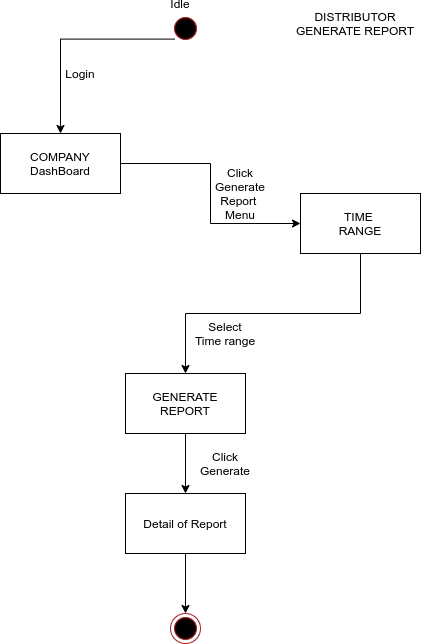 Idle
DISTRIBUTOR
GENERATE REPORT
Login
COMPANY
DashBoard
Click
Generate
Report
Menu
TIME
RANGE
Select
Time range
GENERATE
REPORT
Click
Generate
Detail of Report